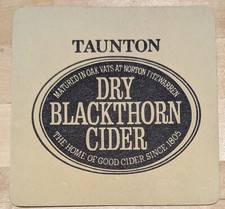 TAUNTON
MATURED IN OAK VATS AT NORTON FITZWARREN
DRY
BLACKTHORN
CIDER
THE HOME OF GOOD CIDER SINCE 1805